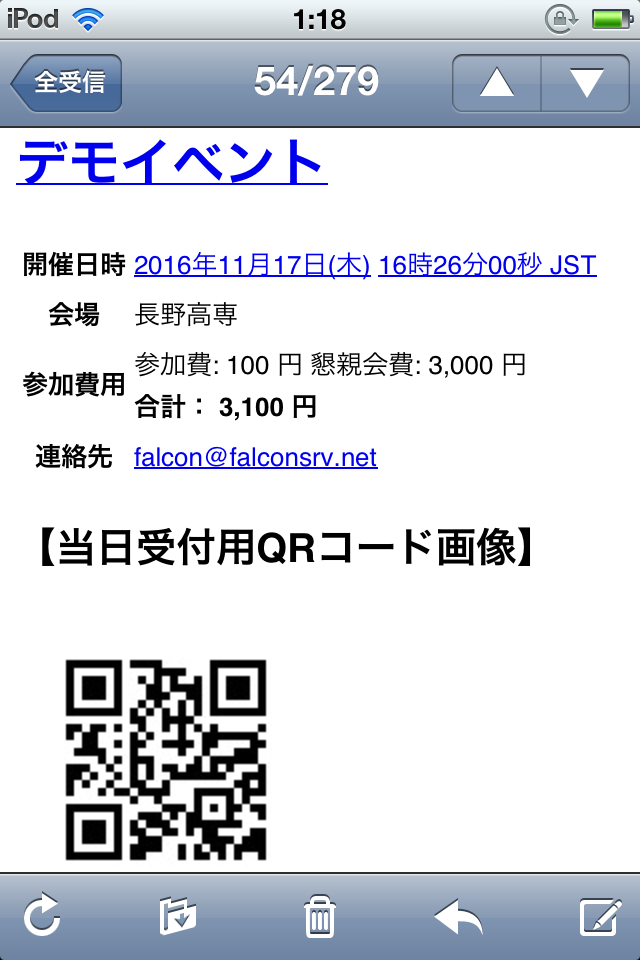 iPod 1:18
全受信 54/279
デモイベント
開催日時 2016年11月17日(木) 16時26分00秒 JST
会場 長野高専
参加費用 参加費: 100 円 懇親会費: 3,000 円
合計： 3,100 円
連絡先 falcon@falconsrv.net
【当日受付用QRコード画像】